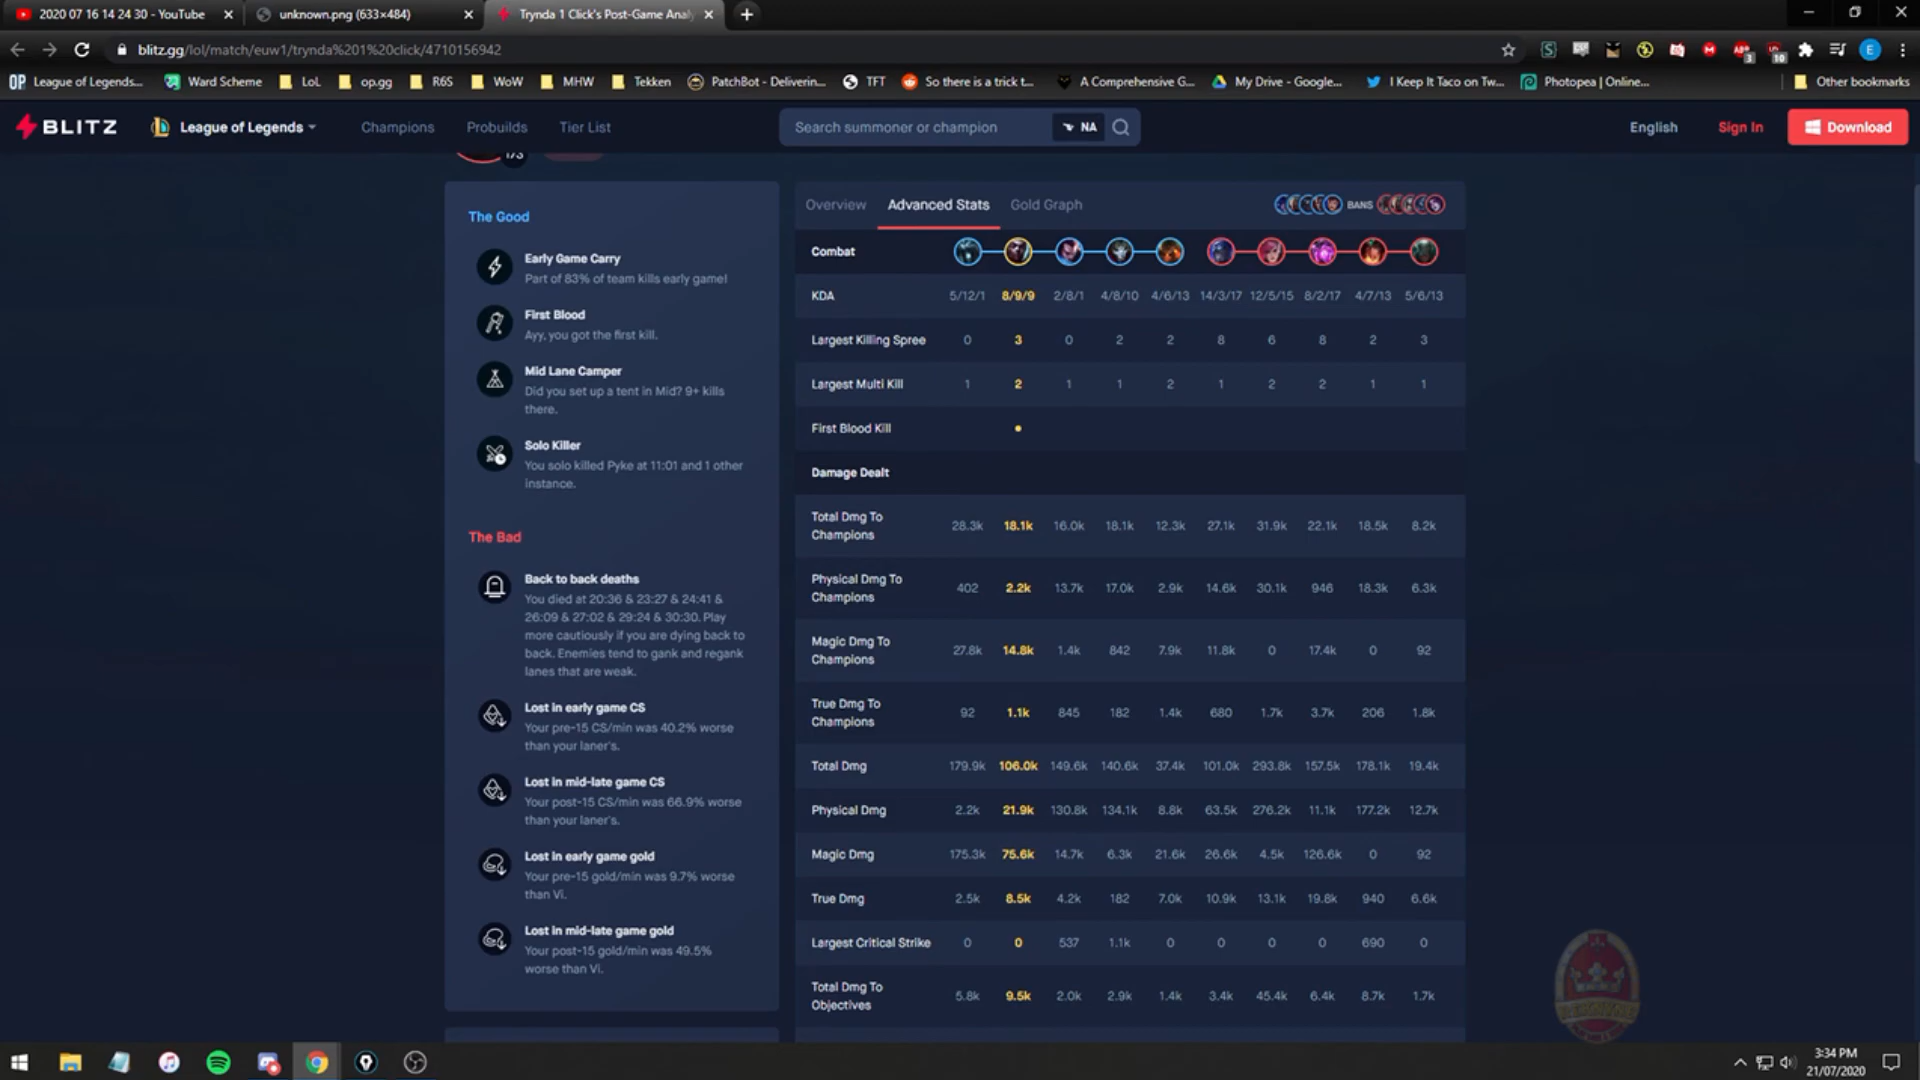 2020 07 16 14 24 30 - YouTube
unknown.png (633×484)
Trynda 1 Click's Post-Game Analy
blitz.gg/lol/match/euw1/trynda%201%20click/4710156942
League of Legends...
Ward Scheme
LoL
op.gg
R6S
WoW
MHW
Tekken
PatchBot - Deliverin...
TFT
So there is a trick t...
A Comprehensive G...
My Drive - Google...
I Keep It Taco on Tw...
Photopea | Online...
Other bookmarks
BLITZ
League of Legends
Champions
Probuilds
Tier List
Search summoner or champion
NA
English
Sign In
Download
173
The Good
Early Game Carry
Part of 83% of team kills early game!
First Blood
Ayy, you got the first kill.
Mid Lane Camper
Did you set up a tent in Mid? 9+ kills
there.
Solo Killer
You solo killed Pyke at 11:01 and 1 other
instance.
The Bad
Back to back deaths
You died at 20:36 & 23:27 & 24:41 &
26:09 & 27:02 & 29:24 & 30:30. Play
more cautiously if you are dying back to
back. Enemies tend to gank and regank
lanes that are weak.
Lost in early game CS
Your pre-15 CS/min was 40.2% worse
than your laner's.
Lost in mid-late game CS
Your post-15 CS/min was 66.9% worse
than your laner's.
Lost in early game gold
Your pre-15 gold/min was 9.7% worse
than Vi.
Lost in mid-late game gold
Your post-15 gold/min was 49.5%
worse than Vi.
Overview Advanced Stats Gold Graph BANS
Combat
KDA 5/12/1 8/9/9 2/8/1 4/8/10 4/6/13 14/3/17 12/5/15 8/2/17 4/7/13 5/6/13
Largest Killing Spree 0 3 0 2 2 8 6 8 2 3
Largest Multi Kill 1 2 1 1 2 1 2 2 1 1
First Blood Kill
Damage Dealt
Total Dmg To
Champions 28.3k 18.1k 16.0k 18.1k 12.3k 27.1k 31.9k 22.1k 18.5k 8.2k
Physical Dmg To
Champions 402 2.2k 13.7k 17.0k 2.9k 14.6k 30.1k 946 18.3k 6.3k
Magic Dmg To
Champions 27.8k 14.8k 1.4k 842 7.9k 11.8k 0 17.4k 0 92
True Dmg To
Champions 92 1.1k 845 182 1.4k 680 1.7k 3.7k 206 1.8k
Total Dmg 179.9k 106.0k 149.6k 140.6k 37.4k 101.0k 293.8k 157.5k 178.1k 19.4k
Physical Dmg 2.2k 21.9k 130.8k 134.1k 8.8k 63.5k 276.2k 11.1k 177.2k 12.7k
Magic Dmg 175.3k 75.6k 14.7k 6.3k 21.6k 26.6k 4.5k 126.6k 0 92
True Dmg 2.5k 8.5k 4.2k 182 7.0k 10.9k 13.1k 19.8k 940 6.6k
Largest Critical Strike 0 0 537 1.1k 0 0 0 0 690 0
Total Dmg To
Objectives 5.8k 9.5k 2.0k 2.9k 1.4k 3.4k 45.4k 6.4k 8.7k 1.7k
3:34 PM
21/07/2020